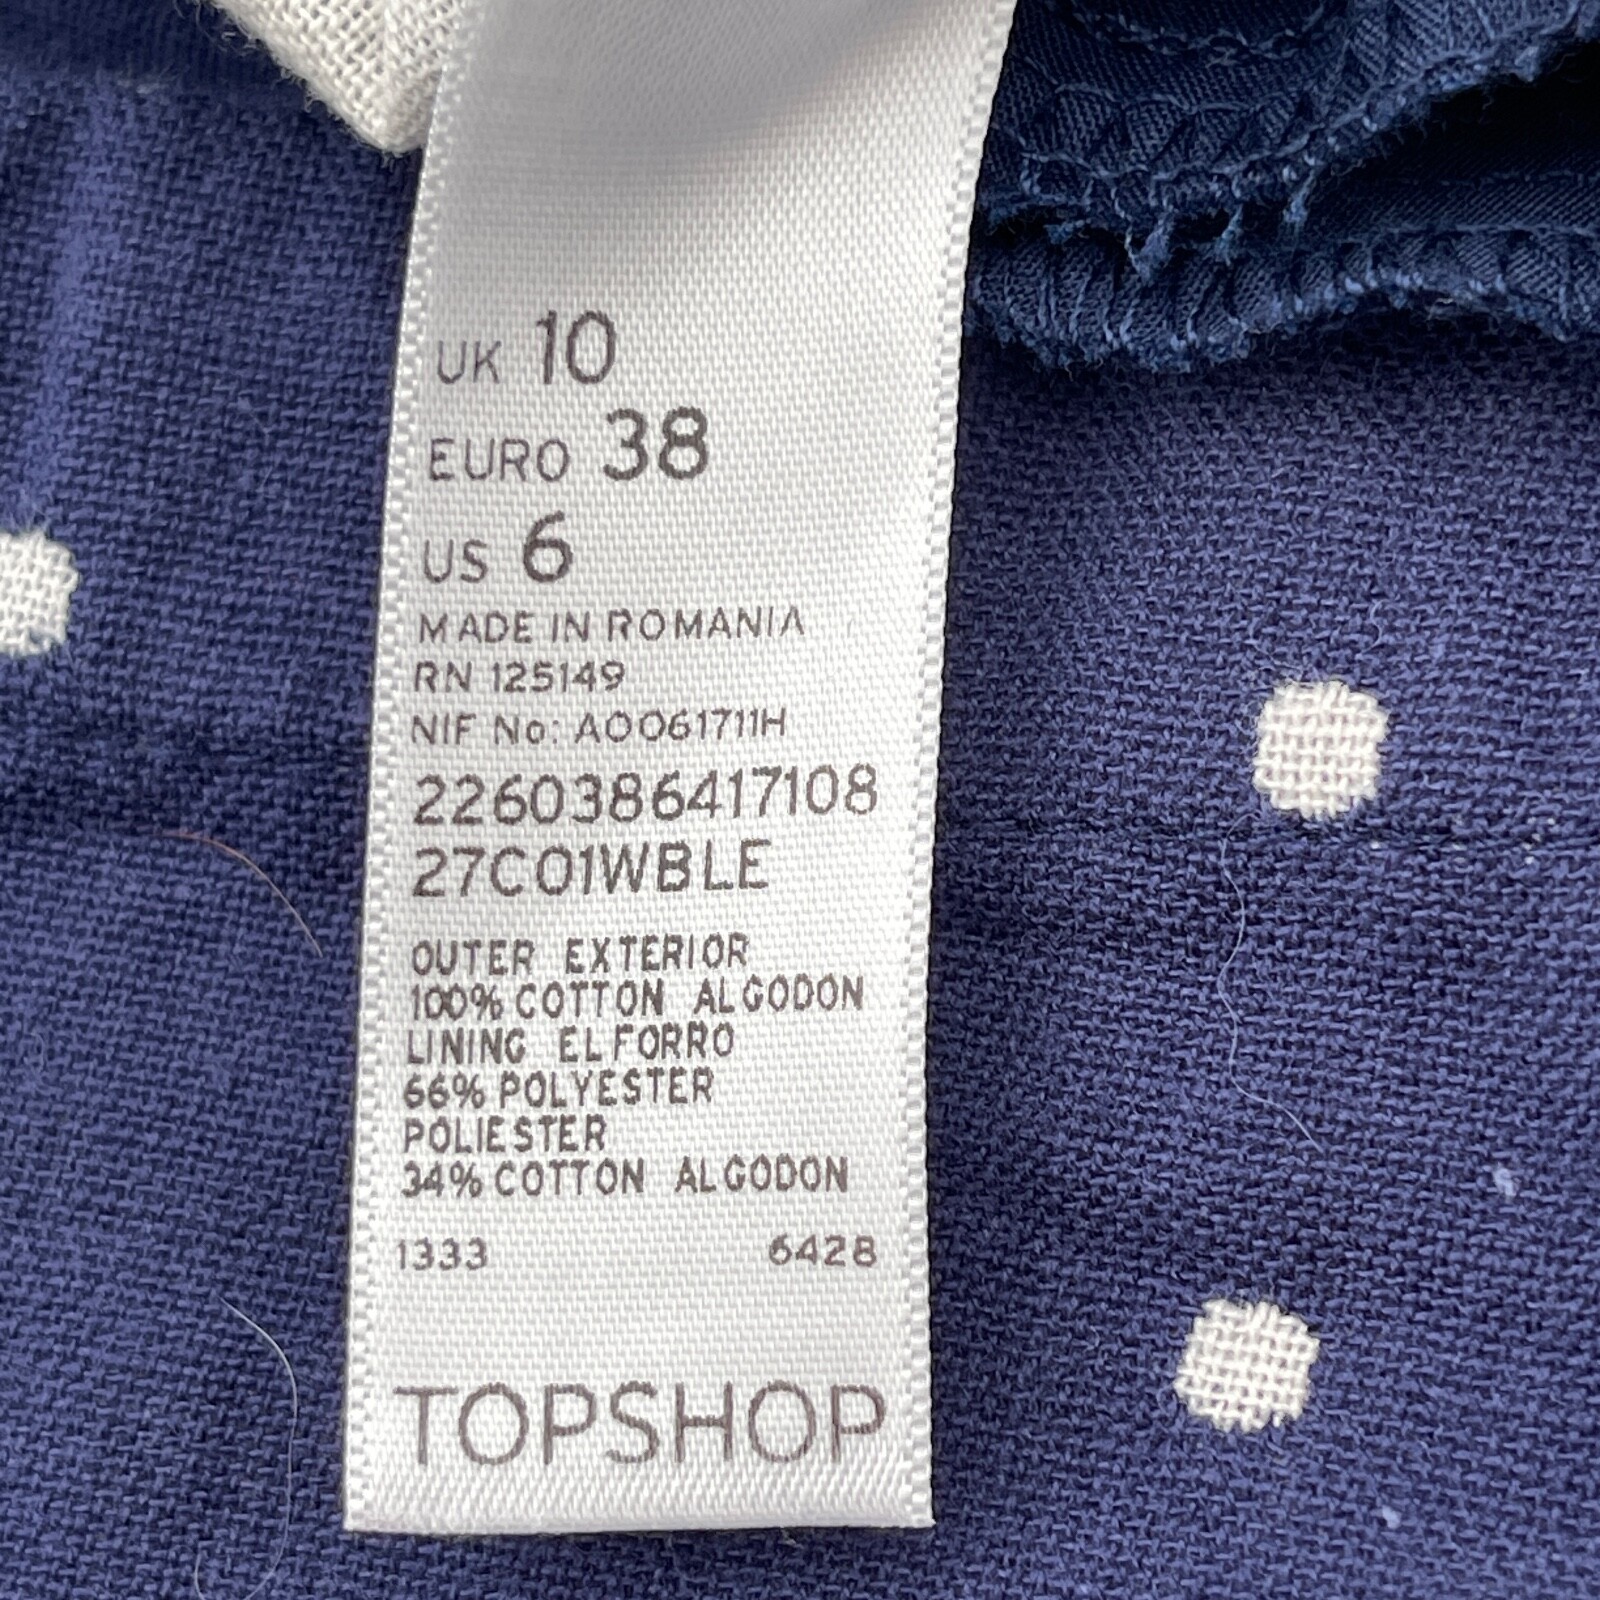 UK 10
EURO 38
US 6
MADE IN ROMANIA
RN 125149
NIF No: A0061711H
2260386417108
27C01WBLE
OUTER EXTERIOR
100% COTTON ALGODON
LINING EL FORRO
66% POLYESTER
POLIESTER
34% COTTON ALGODON
1333 6428
TOPSHOP